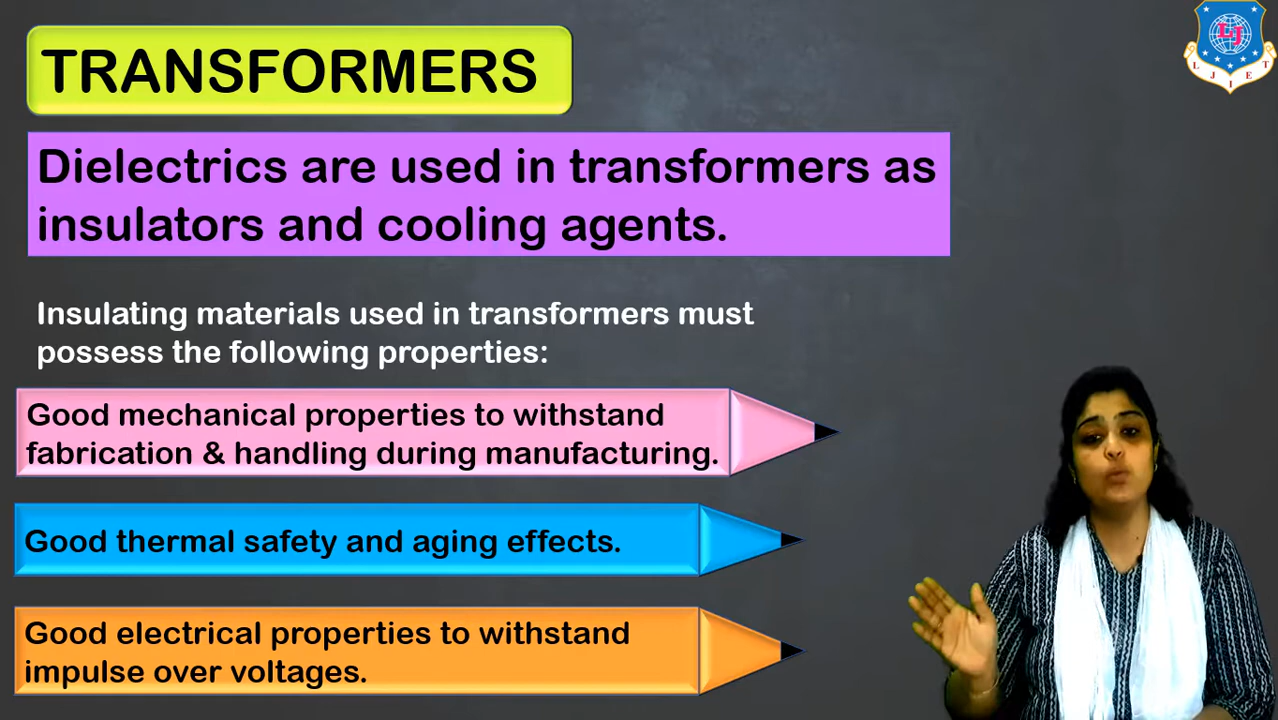 TRANSFORMERS
LJ
L J I E T
Dielectrics are used in transformers as
insulators and cooling agents.
Insulating materials used in transformers must
possess the following properties:
Good mechanical properties to withstand
fabrication & handling during manufacturing.
Good thermal safety and aging effects.
Good electrical properties to withstand
impulse over voltages.